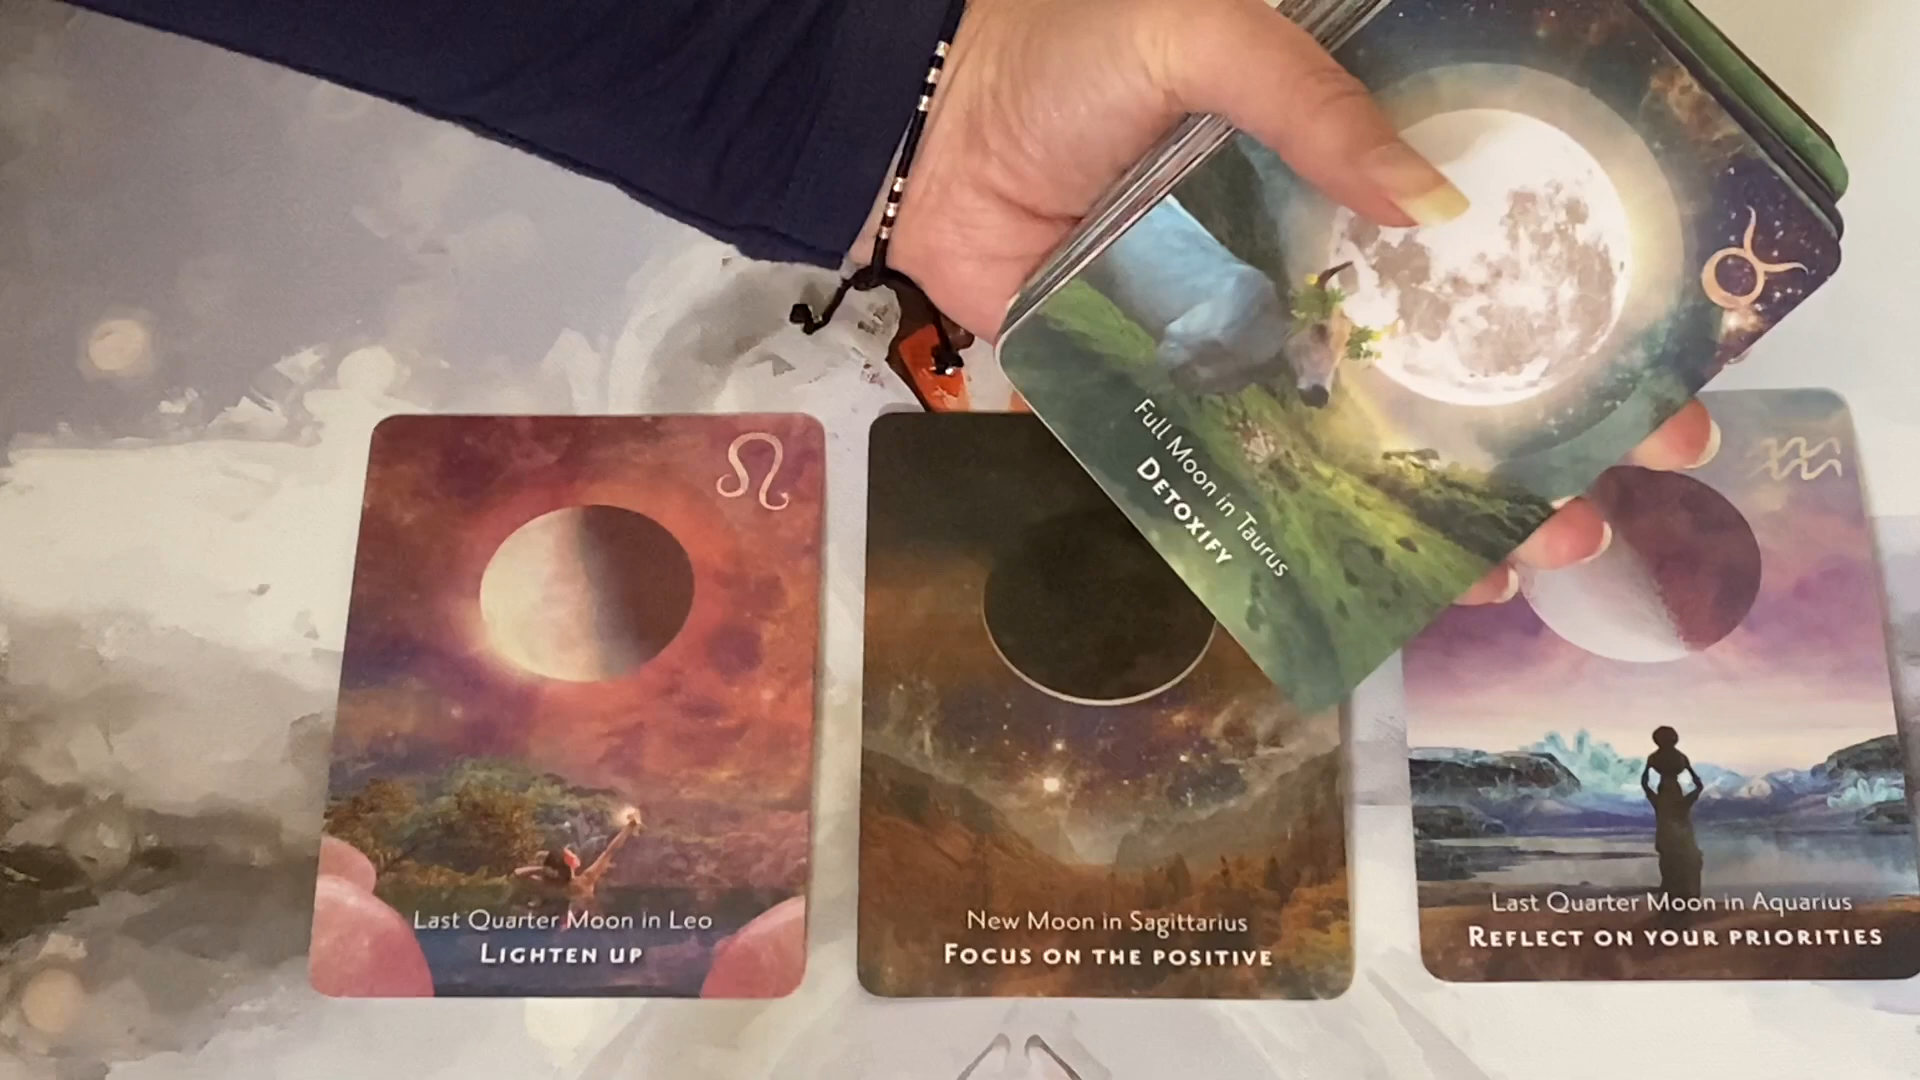 Full Moon in Taurus
DETOXIFY
Last Quarter Moon in Leo
LIGHTEN UP
New Moon in Sagittarius
FOCUS ON THE POSITIVE
Last Quarter Moon in Aquarius
REFLECT ON YOUR PRIORITIES